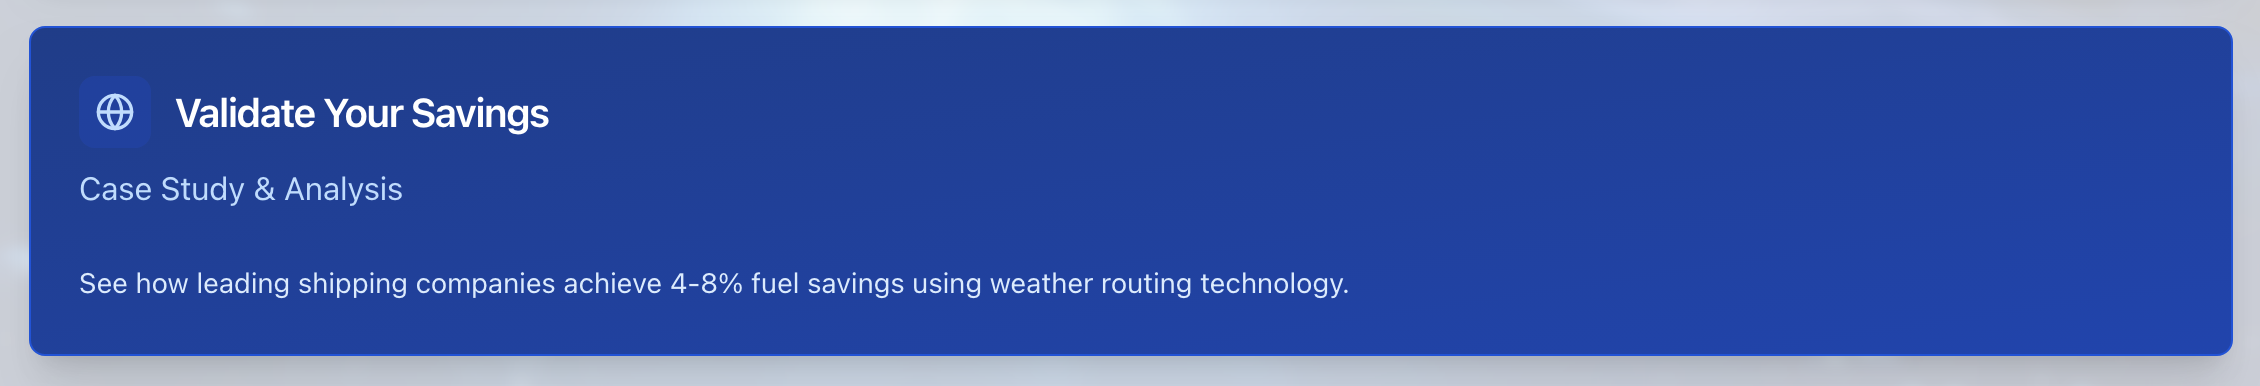 Validate Your Savings
Case Study & Analysis
See how leading shipping companies achieve 4-8% fuel savings using weather routing technology.